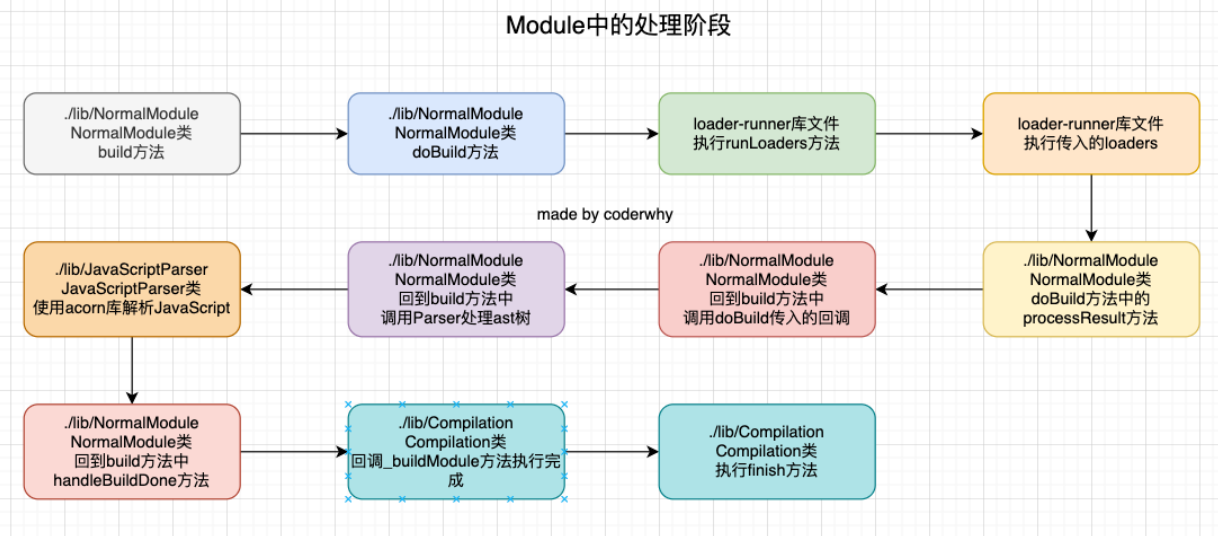 Module中的处理阶段
./lib/NormalModule
NormalModule类
build方法
./lib/NormalModule
NormalModule类
doBuild方法
loader-runner库文件
执行runLoaders方法
loader-runner库文件
执行传入的loaders
made by coderwhy
./lib/JavaScriptParser
JavaScriptParser类
使用acorn库解析JavaScript
./lib/NormalModule
NormalModule类
回到build方法中
调用Parser处理ast树
./lib/NormalModule
NormalModule类
回到build方法中
调用doBuild传入的回调
./lib/NormalModule
NormalModule类
doBuild方法中的
processResult方法
./lib/NormalModule
NormalModule类
回到build方法中
handleBuildDone方法
./lib/Compilation
Compilation类
回调_buildModule方法执行完
成
./lib/Compilation
Compilation类
执行finish方法